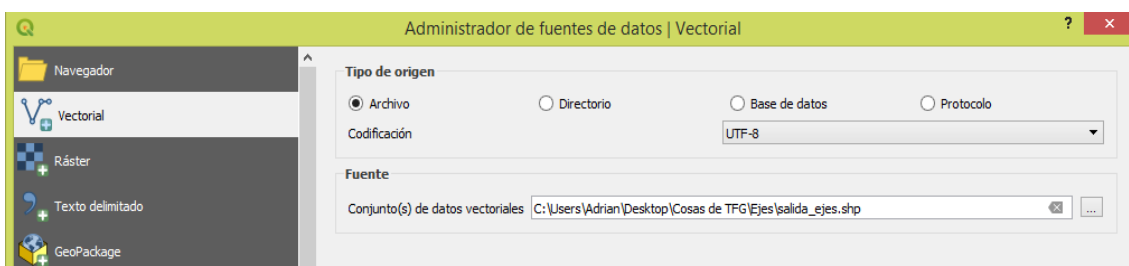 Administrador de fuentes de datos | Vectorial
?
Navegador
Vectorial
Ráster
Texto delimitado
GeoPackage
Tipo de origen
Archivo
Directorio
Base de datos
Protocolo
Codificación
UTF-8
Fuente
Conjunto(s) de datos vectoriales
C:\Users\Adrian\Desktop\Cosas de TFG\Ejes\salida_ejes.shp
...